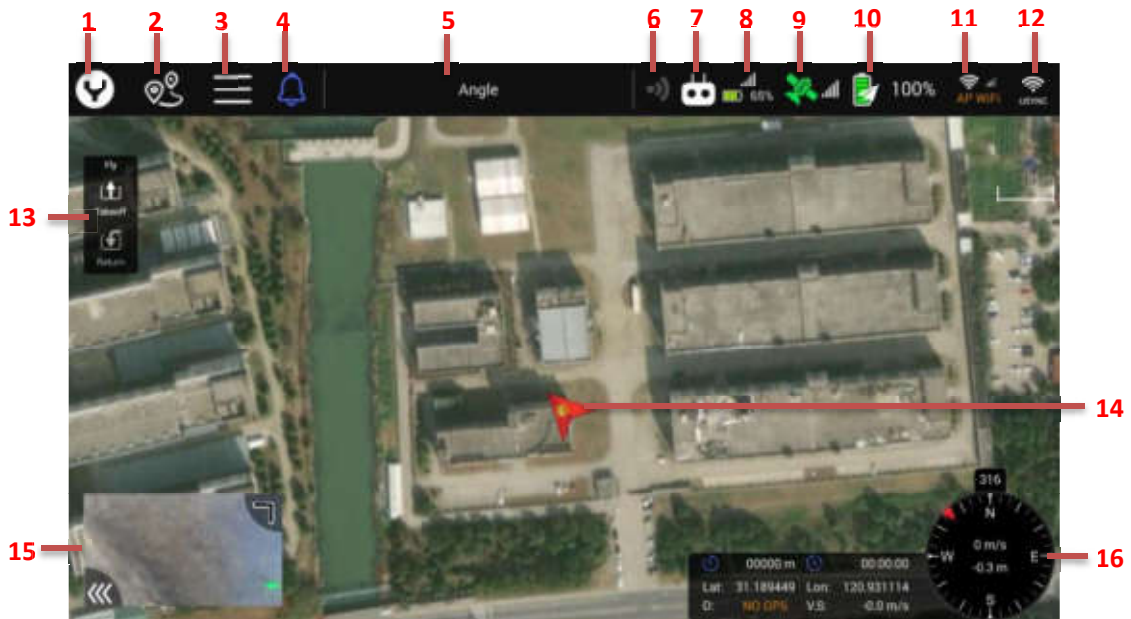 1 2 3 4 5 6 7 8 9 10 11 12
Angle
100%
AP WiFi
Fly
Takeoff
Return
13
14
15
16
316
N
W
E
S
0 m/s
-0.3 m
00000 m 00:00:00
Lat: 31.189449 Lon: 120.931114
D: NO GPS V.S: -0.0 m/s